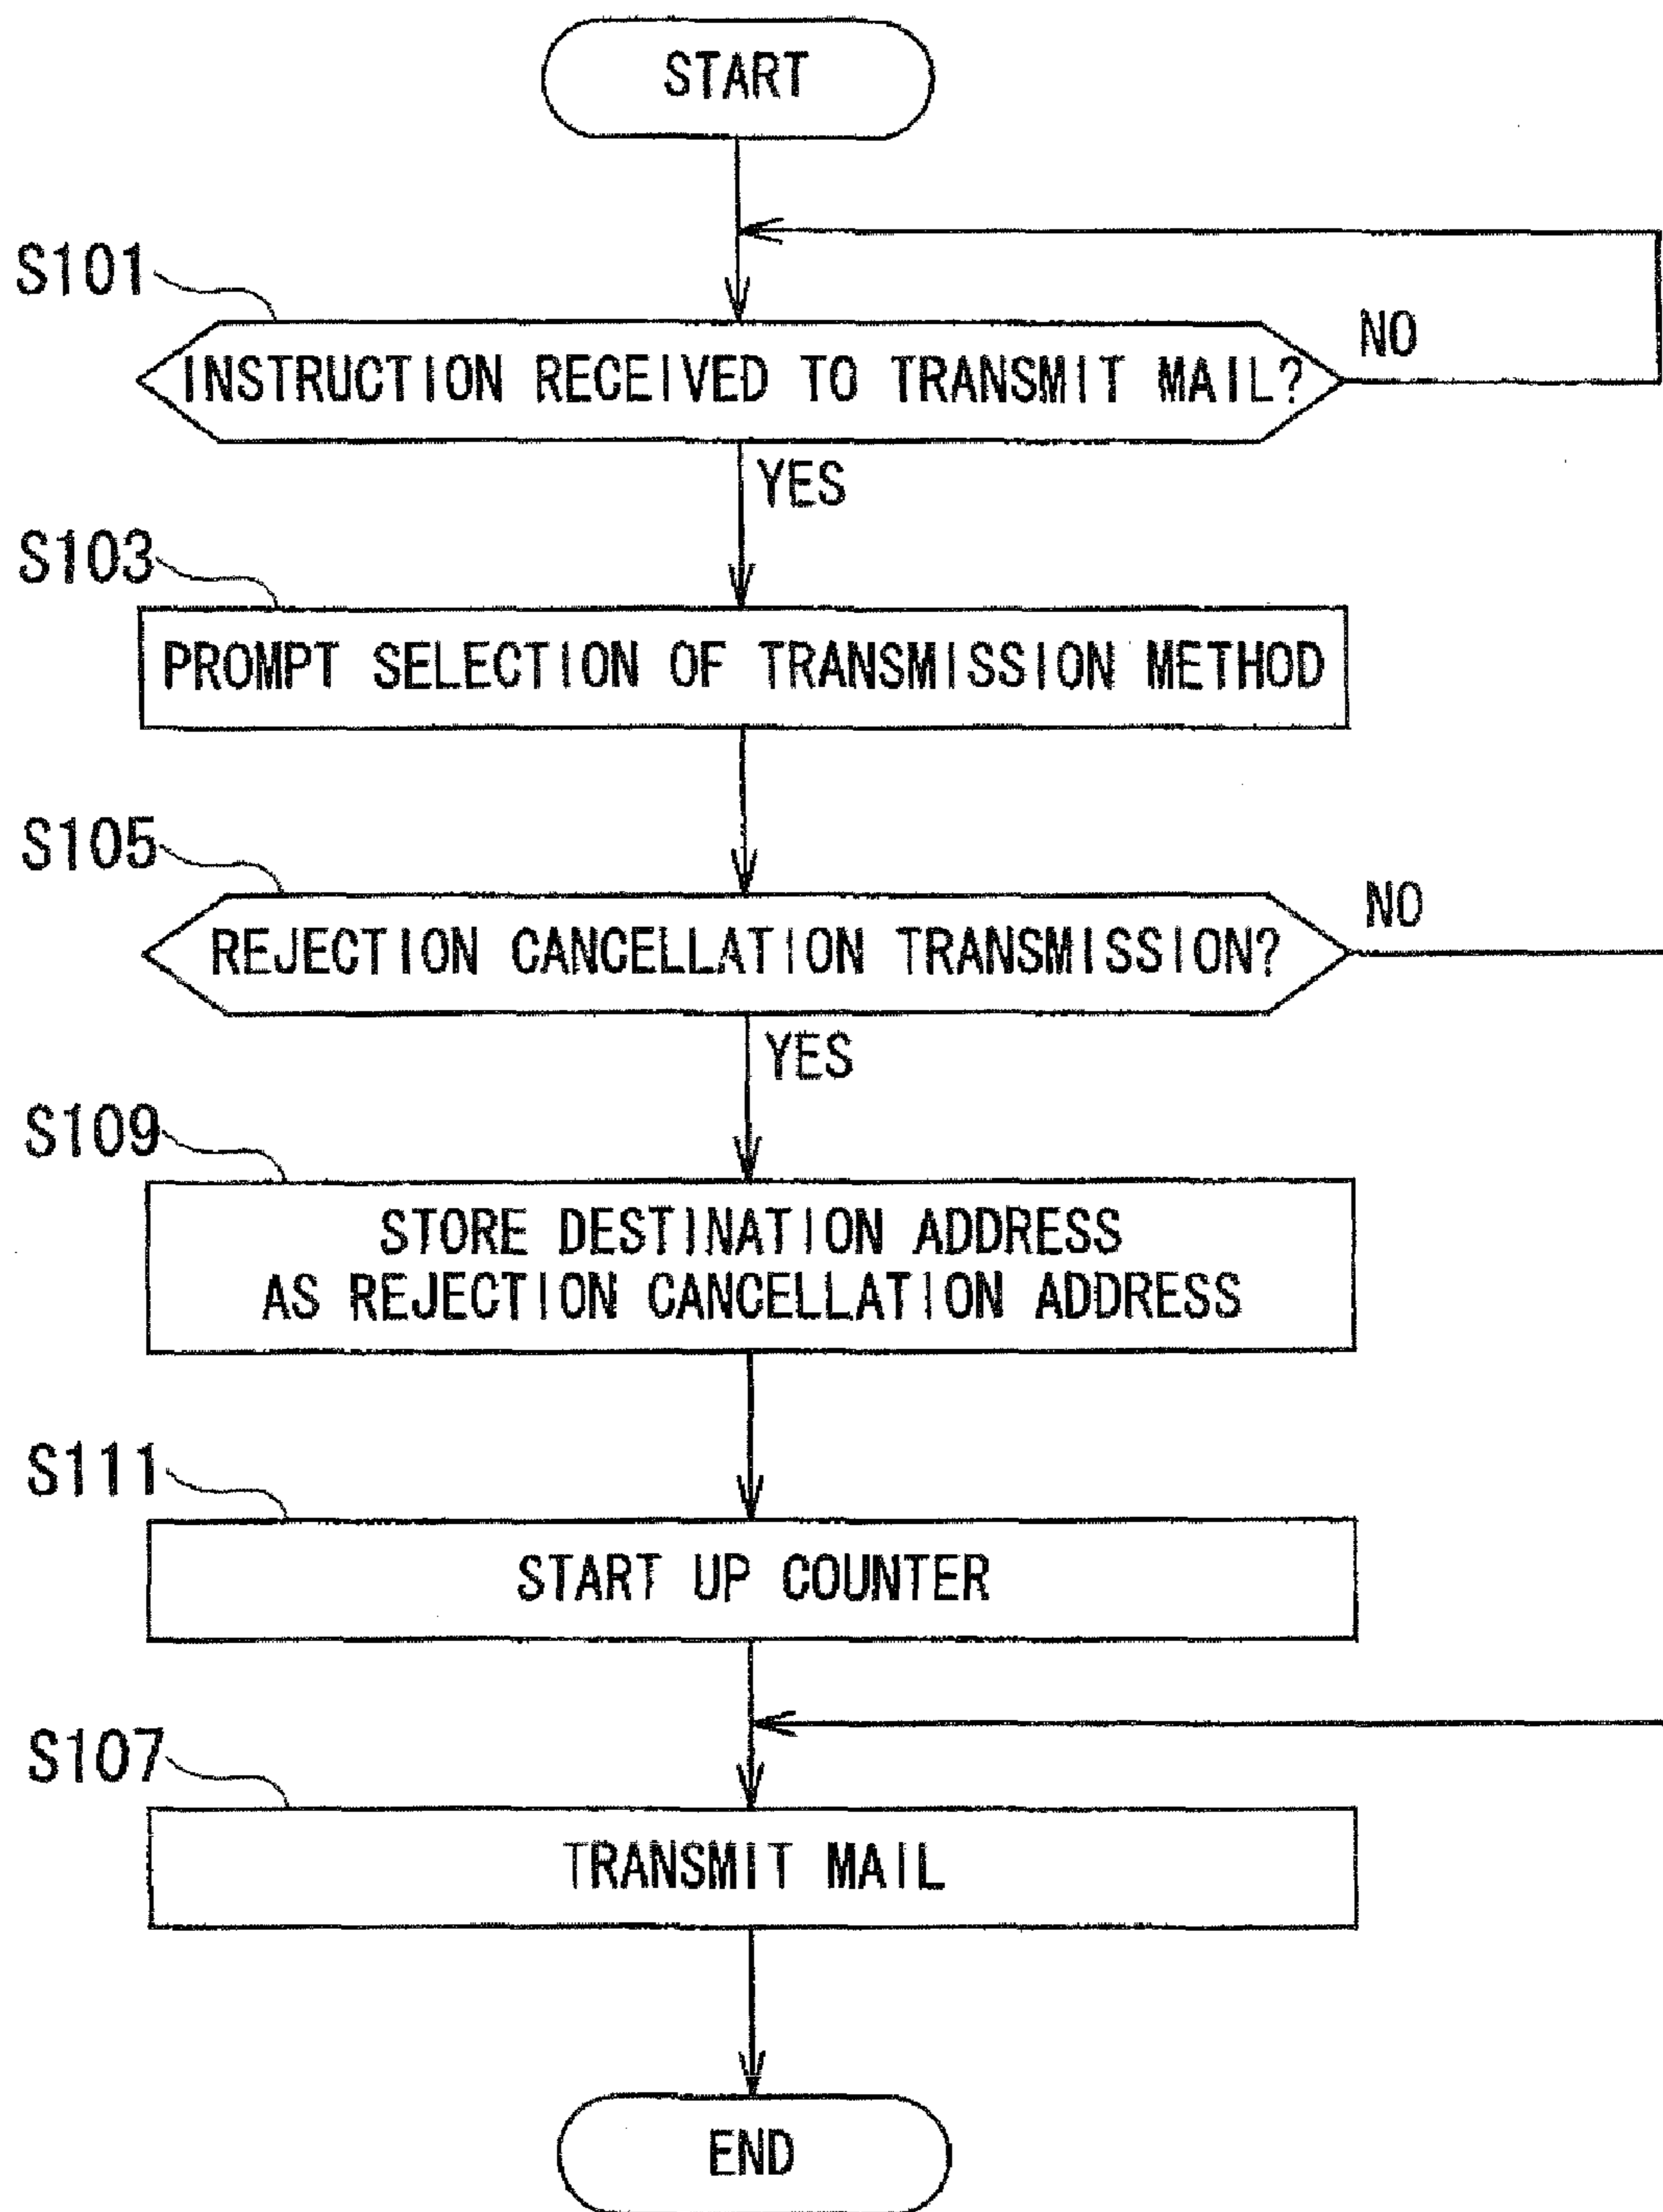 START
S101
INSTRUCTION RECEIVED TO TRANSMIT MAIL?
NO
YES
S103
PROMPT SELECTION OF TRANSMISSION METHOD
S105
REJECTION CANCELLATION TRANSMISSION?
NO
YES
S109
STORE DESTINATION ADDRESS
AS REJECTION CANCELLATION ADDRESS
S111
START UP COUNTER
S107
TRANSMIT MAIL
END